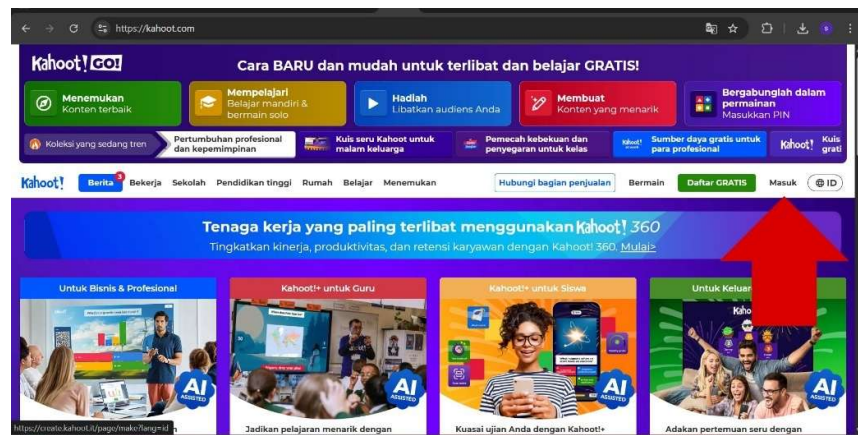 https://kahoot.com
Kahoot! GO!
Cara BARU dan mudah untuk terlibat dan belajar GRATIS!
Menemukan
Konten terbaik
Mempelajari
Belajar mandiri &
bermain solo
Hadiah
Libatkan audiens Anda
Membuat
Konten yang menarik
Bergabunglah dalam
permainan
Masukkan PIN
Koleksi yang sedang tren
Pertumbuhan profesional
dan kepemimpinan
Kuis seru Kahoot untuk
malam keluarga
Pemecah kebekuan dan
penyegaran untuk kelas
Sumber daya gratis untuk
para profesional
Kahoot!
Kuis
grati
Kahoot! Berita 3 Bekerja Sekolah Pendidikan tinggi Rumah Belajar Menemukan Hubungi bagian penjualan Bermain Daftar GRATIS Masuk ID
Tenaga kerja yang paling terlibat menggunakan Kahoot! 360
Tingkatkan kinerja, produktivitas, dan retensi karyawan dengan Kahoot! 360. Mulai>
Untuk Bisnis & Profesional
Kahoot!+ untuk Guru
Kahoot!+ untuk Siswa
Untuk Keluar
Kaho
AI
ASSISTED
AI
ASSISTED
AI
ASSISTED
AI
ASSISTED
https://create.kahoot.it/page/make?lang=id
Jadikan pelajaran menarik dengan
Kuasai ujian Anda dengan Kahoot!+
Adakan pertemuan seru dengan